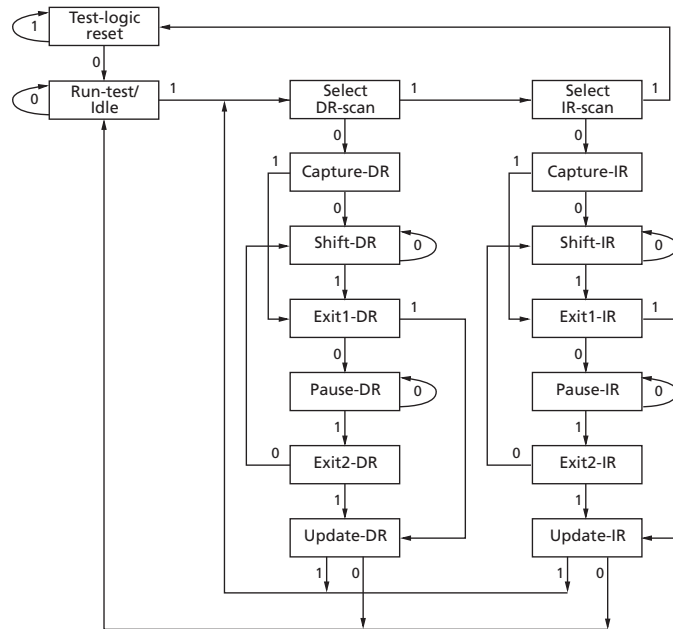 Test-logic
reset
1
0
Run-test/
Idle
0
1
Select
DR-scan
1
Select
IR-scan
1
0
0
1
Capture-DR
1
Capture-IR
0
0
Shift-DR
0
Shift-IR
0
1
1
Exit1-DR
1
Exit1-IR
1
0
0
Pause-DR
0
Pause-IR
0
1
1
0
Exit2-DR
0
Exit2-IR
1
1
Update-DR
Update-IR
1
0
1
0